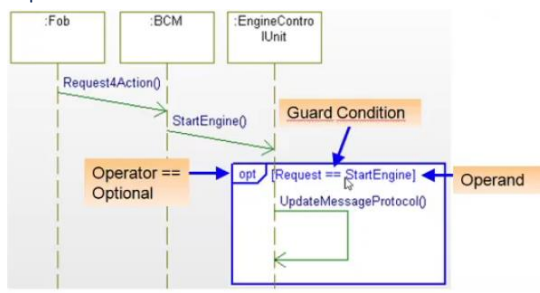 :Fob
:BCM
:EngineContro
lUnit
Request4Action()
StartEngine()
Guard Condition
Operator ==
Optional
opt
[Request == StartEngine]
Operand
UpdateMessageProtocol()